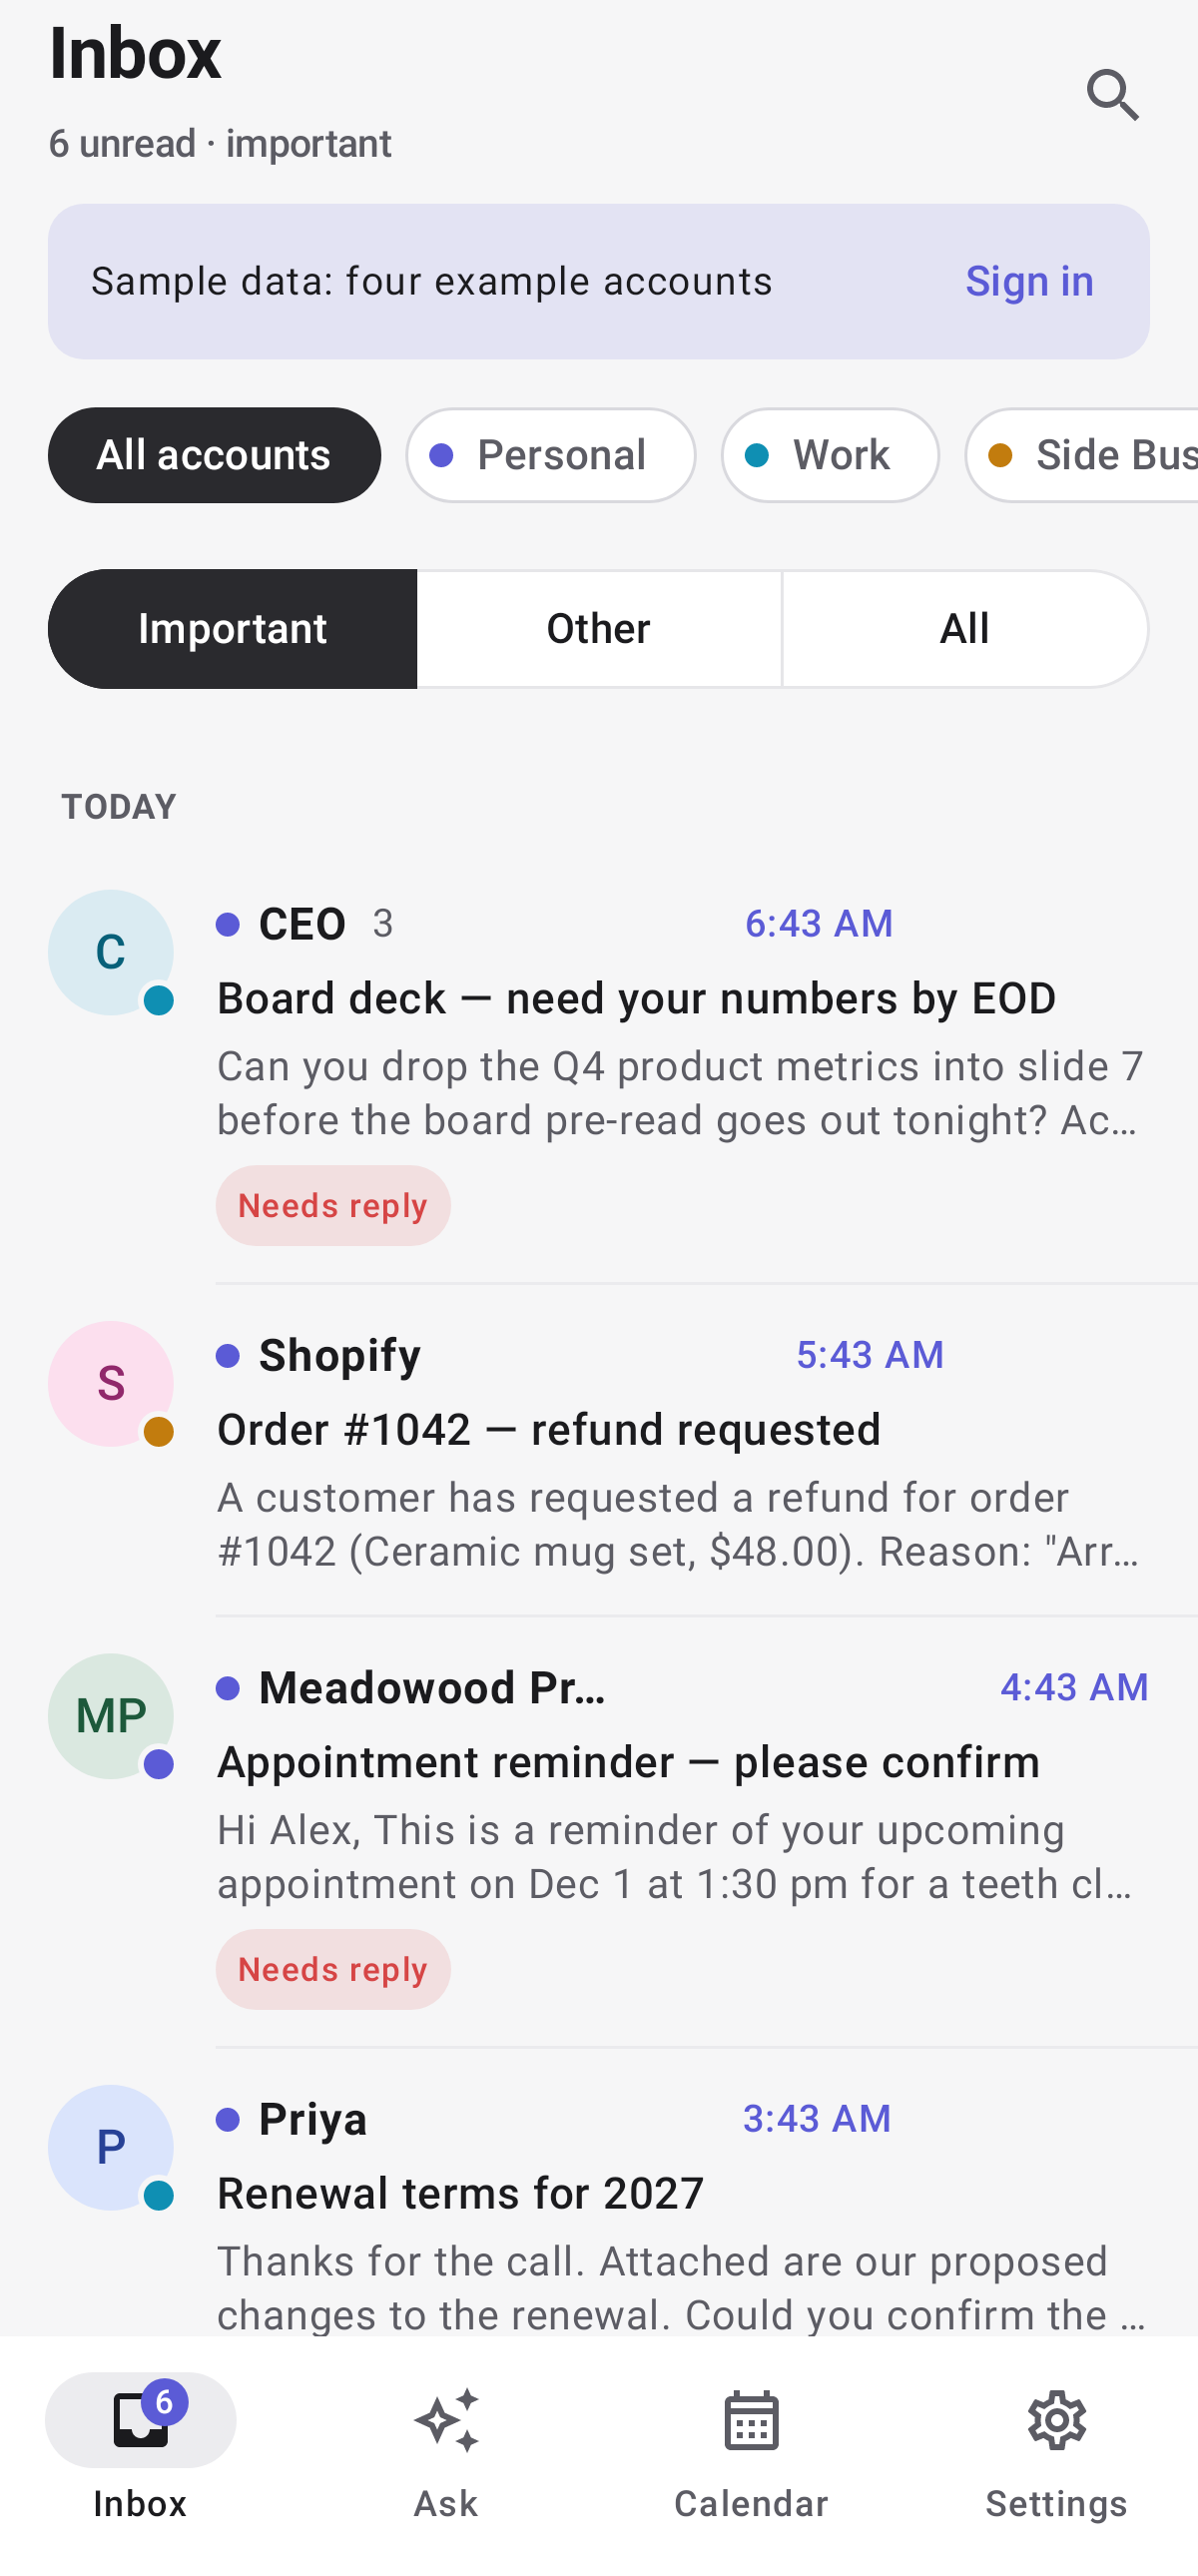 Inbox
6 unread · important
Sample data: four example accounts
Sign in
All accounts
Personal
Work
Side Bus
Important
Other
All
TODAY
C
CEO 3
6:43 AM
Board deck — need your numbers by EOD
Can you drop the Q4 product metrics into slide 7
before the board pre-read goes out tonight? Ac…
Needs reply
S
Shopify
5:43 AM
Order #1042 — refund requested
A customer has requested a refund for order
#1042 (Ceramic mug set, $48.00). Reason: "Arr…
MP
Meadowood Pr…
4:43 AM
Appointment reminder — please confirm
Hi Alex, This is a reminder of your upcoming
appointment on Dec 1 at 1:30 pm for a teeth cl…
Needs reply
P
Priya
3:43 AM
Renewal terms for 2027
Thanks for the call. Attached are our proposed
changes to the renewal. Could you confirm the …
6
Inbox
Ask
Calendar
Settings